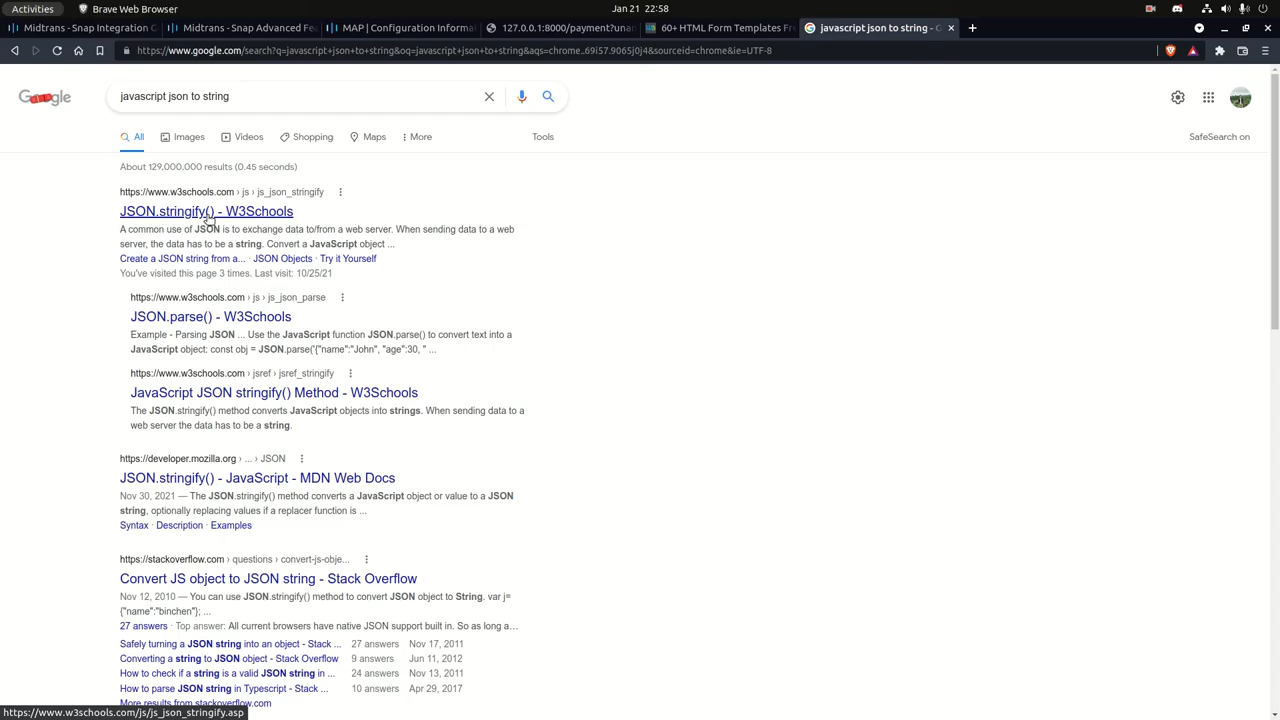 Activities
Brave Web Browser
Jan 21 22:58
Midtrans - Snap Integration G
Midtrans - Snap Advanced Fea
MAP | Configuration Informat
127.0.0.1:8000/payment?unan
60+ HTML Form Templates Fr
javascript json to string - G
https://www.google.com/search?q=javascript+json+to+string&oq=javascript+json+to+string&aqs=chrome..69i57.9065j0j4&sourceid=chrome&ie=UTF-8
javascript json to string
All
Images
Videos
Shopping
Maps
More
Tools
SafeSearch on
About 129,000,000 results (0.45 seconds)
https://www.w3schools.com › js › js_json_stringify
JSON.stringify() - W3Schools
A common use of JSON is to exchange data to/from a web server. When sending data to a web
server, the data has to be a string. Convert a JavaScript object ...
Create a JSON string from a... · JSON Objects · Try it Yourself
You've visited this page 3 times. Last visit: 10/25/21
https://www.w3schools.com › js › js_json_parse
JSON.parse() - W3Schools
Example - Parsing JSON ... Use the JavaScript function JSON.parse() to convert text into a
JavaScript object: const obj = JSON.parse('{"name":"John", "age":30, " ...
https://www.w3schools.com › jsref › jsref_stringify
JavaScript JSON stringify() Method - W3Schools
The JSON.stringify() method converts JavaScript objects into strings. When sending data to a
web server the data has to be a string.
https://developer.mozilla.org › ... › JSON
JSON.stringify() - JavaScript - MDN Web Docs
Nov 30, 2021 — The JSON.stringify() method converts a JavaScript object or value to a JSON
string, optionally replacing values if a replacer function is ...
Syntax · Description · Examples
https://stackoverflow.com › questions › convert-js-obje...
Convert JS object to JSON string - Stack Overflow
Nov 12, 2010 — You can use JSON.stringify() method to convert JSON object to String. var j=
{"name":"binchen"}; ...
27 answers · Top answer: All current browsers have native JSON support built in. So as long a...
Safely turning a JSON string into an object - Stack ... 27 answers Nov 17, 2011
Converting a string to JSON object - Stack Overflow 9 answers Jun 11, 2012
How to check if a string is a valid JSON string in ... 24 answers Nov 13, 2011
How to parse JSON string in Typescript - Stack ... 10 answers Apr 29, 2017
More results from stackoverflow.com
https://www.w3schools.com/js/js_json_stringify.asp